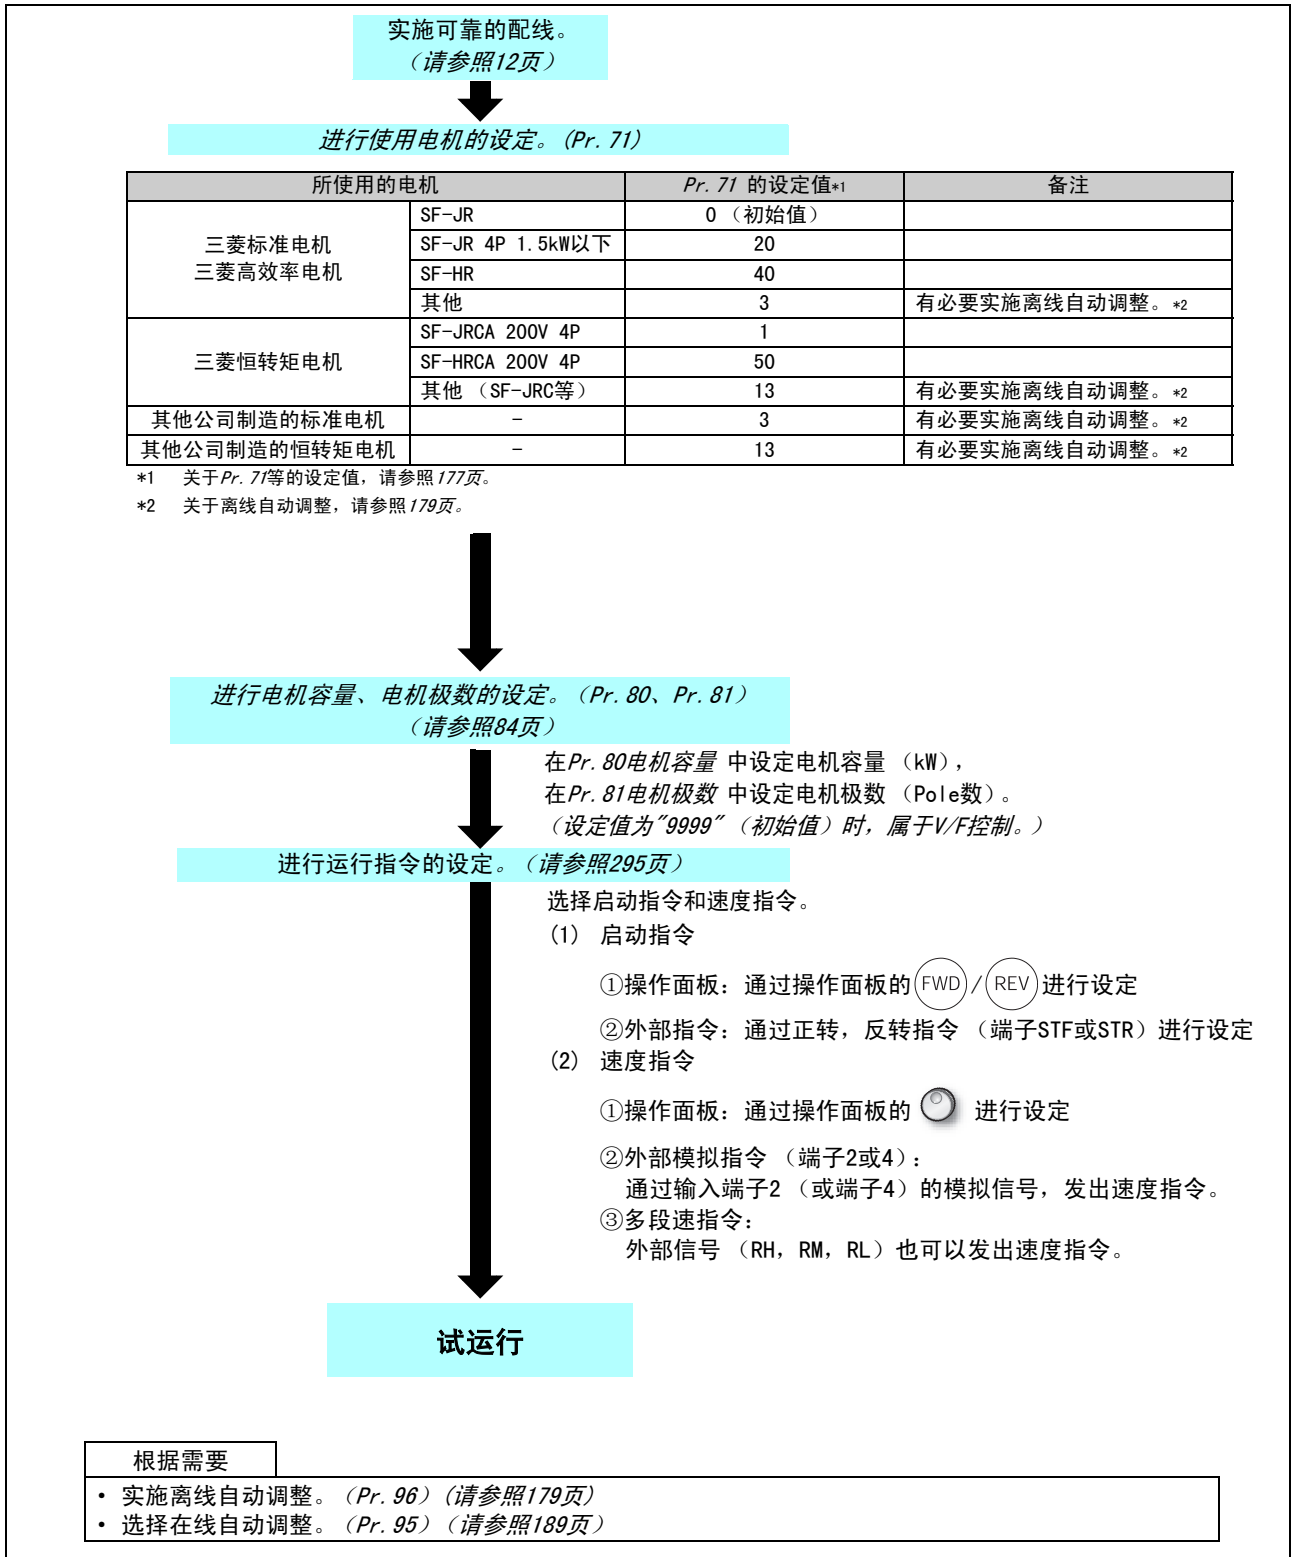 实施可靠的配线。
（请参照12页）
进行使用电机的设定。(Pr. 71)
所使用的电机 Pr. 71 的设定值*1 备注
三菱标准电机
三菱高效率电机
SF-JR 0 （初始值）
SF-JR 4P 1.5kW以下 20
SF-HR 40
其他 3 有必要实施离线自动调整。*2
三菱恒转矩电机
SF-JRCA 200V 4P 1
SF-HRCA 200V 4P 50
其他 （SF-JRC等） 13 有必要实施离线自动调整。*2
其他公司制造的标准电机 － 3 有必要实施离线自动调整。*2
其他公司制造的恒转矩电机 － 13 有必要实施离线自动调整。*2
*1 关于Pr. 71等的设定值，请参照177页。
*2 关于离线自动调整，请参照179页。
进行电机容量、电机极数的设定。（Pr. 80、Pr. 81）
（请参照84页）
在Pr. 80电机容量 中设定电机容量 （kW），
在Pr. 81电机极数 中设定电机极数 （Pole数）。
（设定值为"9999" （初始值）时，属于V/F控制。）
进行运行指令的设定。（请参照295页）
选择启动指令和速度指令。
(1) 启动指令
①操作面板：通过操作面板的FWD/REV进行设定
②外部指令：通过正转，反转指令 （端子STF或STR）进行设定
(2) 速度指令
①操作面板：通过操作面板的 进行设定
②外部模拟指令 （端子2或4）：
通过输入端子2 （或端子4）的模拟信号，发出速度指令。
③多段速指令：
外部信号 （RH，RM，RL）也可以发出速度指令。
试运行
根据需要
• 实施离线自动调整。（Pr. 96）(请参照179页)
• 选择在线自动调整。（Pr. 95）（请参照189页）